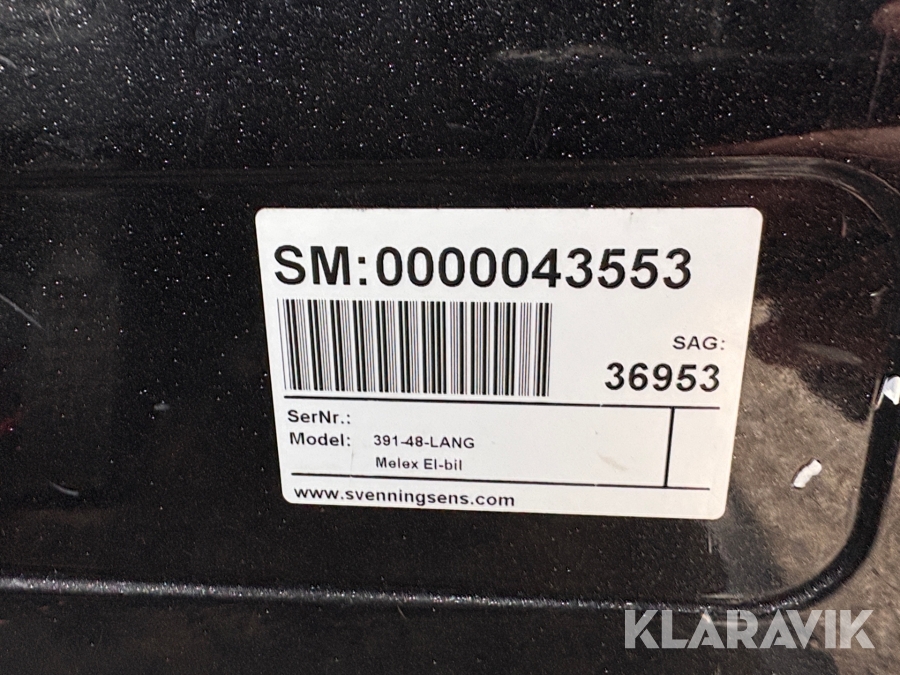 SM:0000043553
SAG:
36953
SerNr.:
Model: 391-48-LANG
Melex El-bil
www.svenningsens.com
KLARAVIK